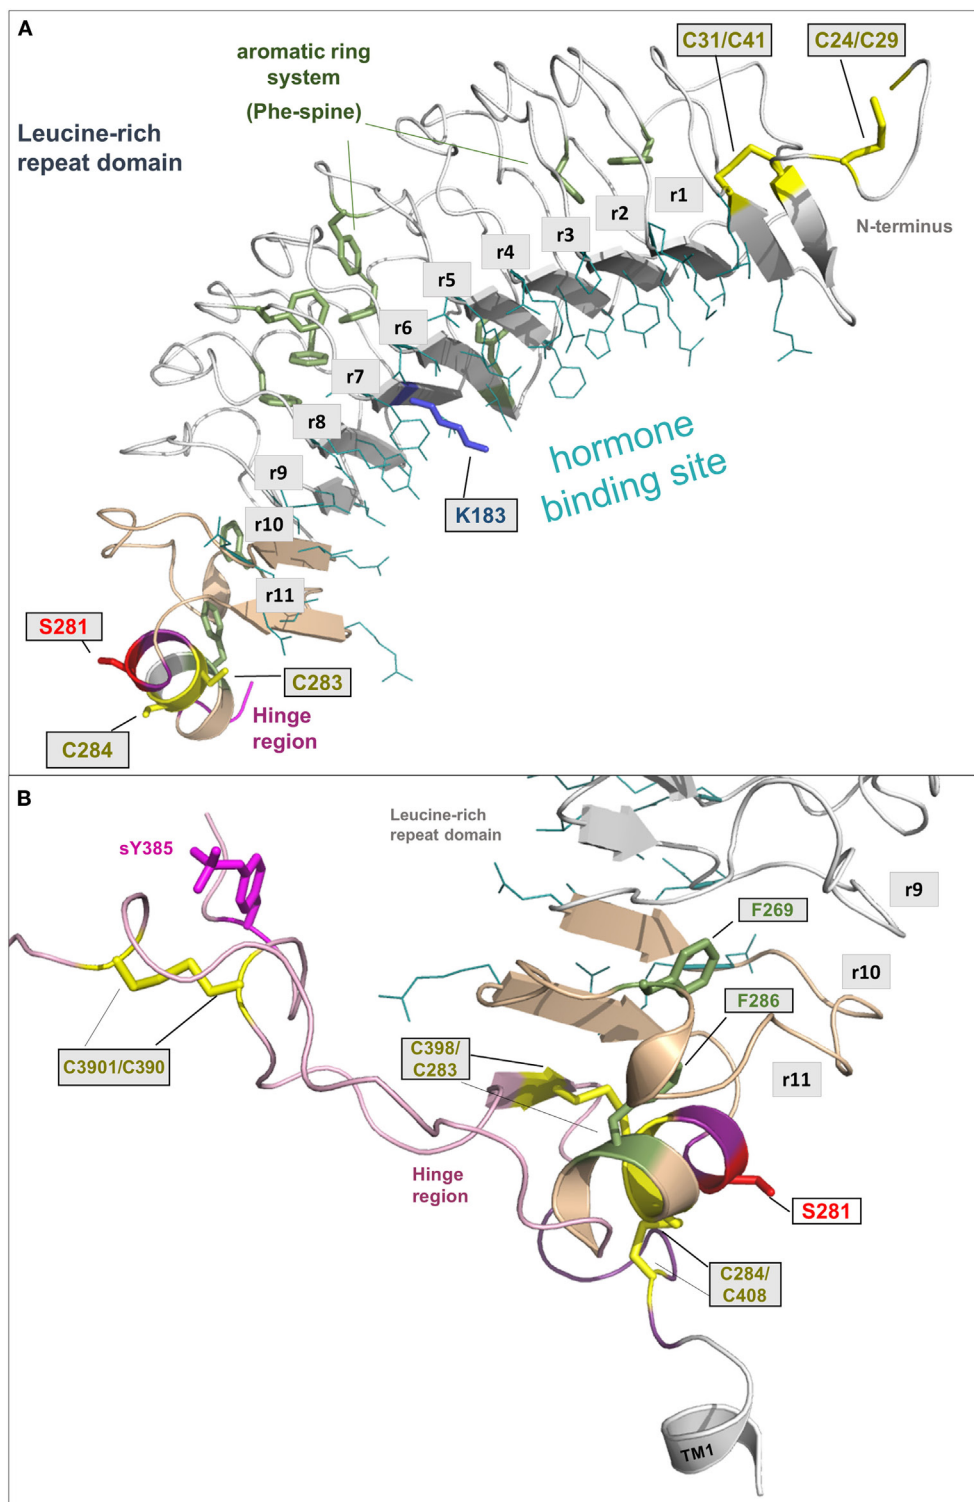 A
aromatic ring
system
(Phe-spine)
C31/C41
C24/C29
Leucine-rich
repeat domain
N-terminus
r1
r2
r3
r4
r5
r6
r7
r8
r9
r10
r11
hormone
binding site
K183
S281
C283
C284
Hinge
region
B
sY385
Leucine-rich
repeat domain
F269
r9
r10
F286
r11
C3901/C390
C398/
C283
Hinge
region
S281
C284/
C408
TM1